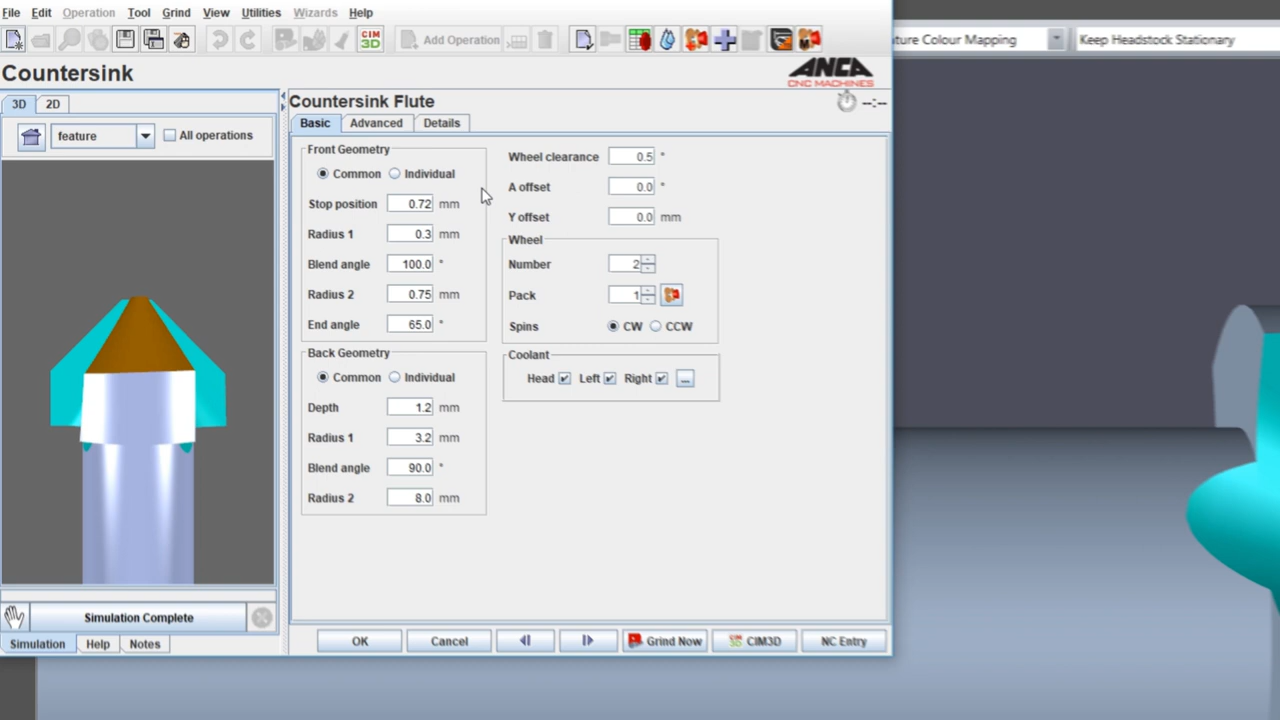 File Edit Operation Tool Grind View Utilities Wizards Help
CIM 3D Add Operation
ture Colour Mapping Keep Headstock Stationary
Countersink
ANCA
CNC MACHINES
3D 2D
feature All operations
Countersink Flute
--:--
Basic Advanced Details
Front Geometry
Common Individual
Stop position 0.72 mm
Radius 1 0.3 mm
Blend angle 100.0 °
Radius 2 0.75 mm
End angle 65.0 °
Back Geometry
Common Individual
Depth 1.2 mm
Radius 1 3.2 mm
Blend angle 90.0 °
Radius 2 8.0 mm
Wheel clearance 0.5 °
A offset 0.0 °
Y offset 0.0 mm
Wheel
Number 2
Pack 1
Spins CW CCW
Coolant
Head Left Right ...
Simulation Complete
Simulation Help Notes
OK Cancel Grind Now CIM3D NC Entry